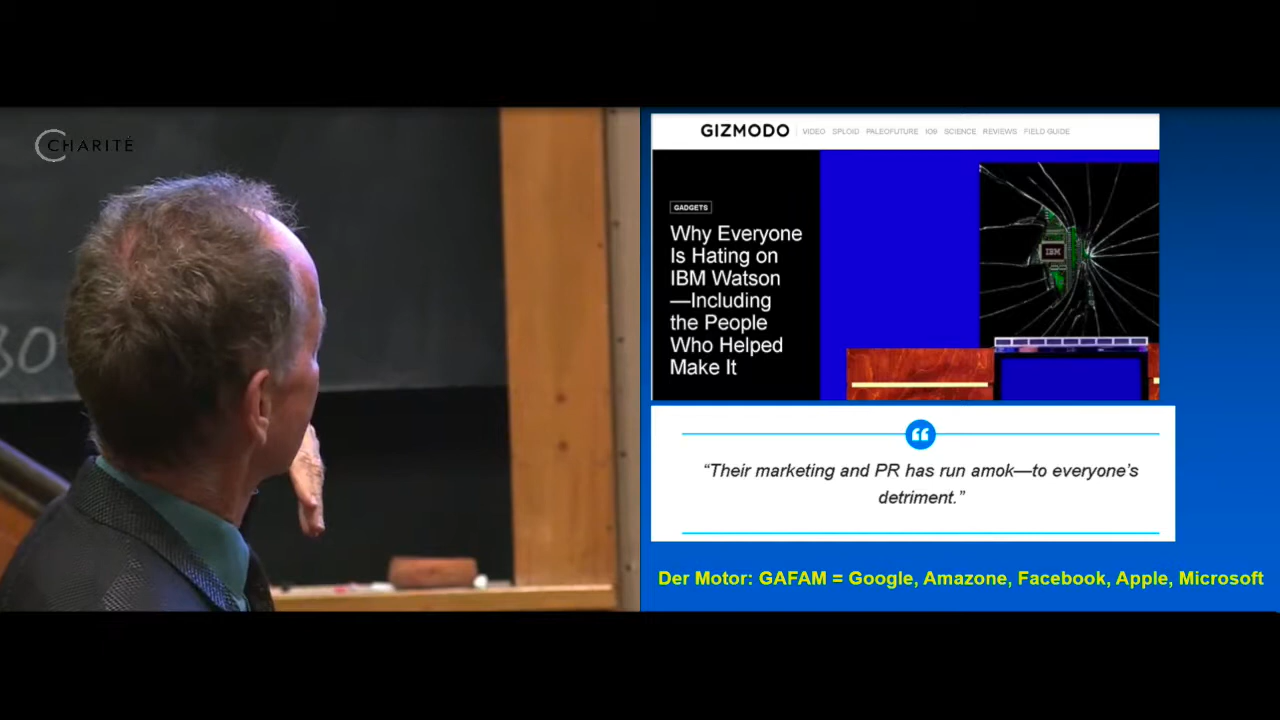 CHARITÉ
80
GIZMODO
VIDEO SPLOID PALEOFUTURE IO9 SCIENCE REVIEWS FIELD GUIDE
GADGETS
Why Everyone
Is Hating on
IBM Watson
—Including
the People
Who Helped
Make It
IBM
“Their marketing and PR has run amok—to everyone’s
detriment.”
Der Motor: GAFAM = Google, Amazone, Facebook, Apple, Microsoft